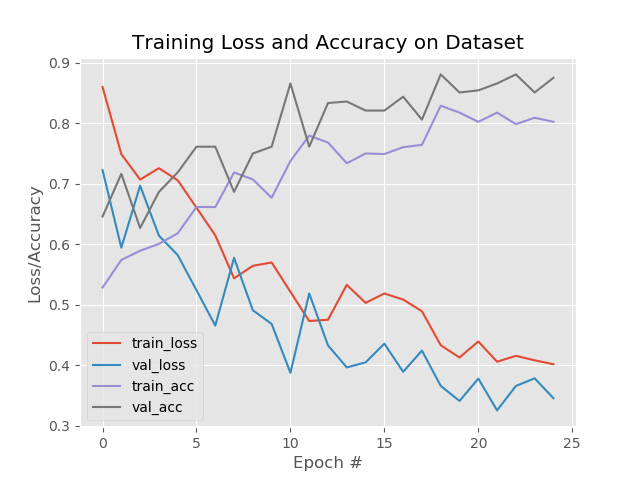 Training Loss and Accuracy on Dataset
0.9
0.8
0.7
0.6
0.5
0.4
0.3
Loss/Accuracy
train_loss
val_loss
train_acc
val_acc
0 5 10 15 20 25
Epoch #